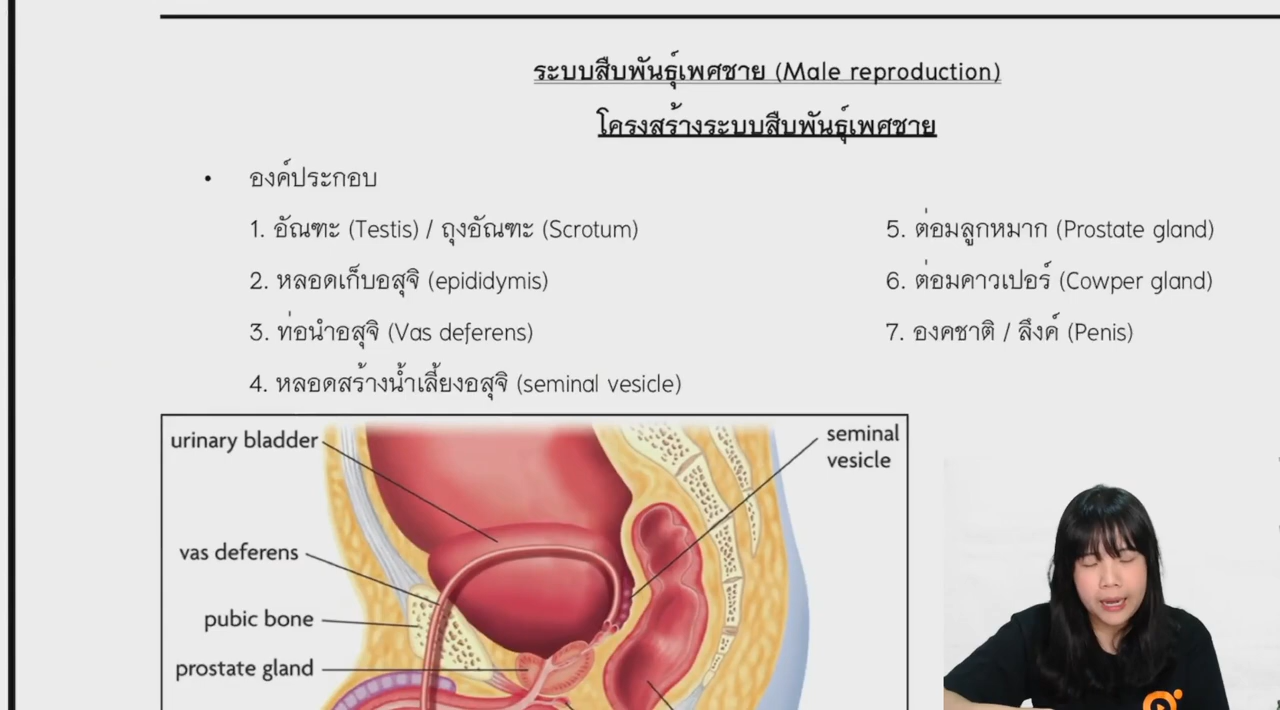 ระบบสืบพันธุ์เพศชาย (Male reproduction)
โครงสร้างระบบสืบพันธุ์เพศชาย
• องค์ประกอบ
1. อัณฑะ (Testis) / ถุงอัณฑะ (Scrotum)
2. หลอดเก็บอสุจิ (epididymis)
3. ท่อนำอสุจิ (Vas deferens)
4. หลอดสร้างน้ำเลี้ยงอสุจิ (seminal vesicle)
5. ต่อมลูกหมาก (Prostate gland)
6. ต่อมคาวเปอร์ (Cowper gland)
7. องคชาติ / ลึงค์ (Penis)
urinary bladder
seminal
vesicle
vas deferens
pubic bone
prostate gland